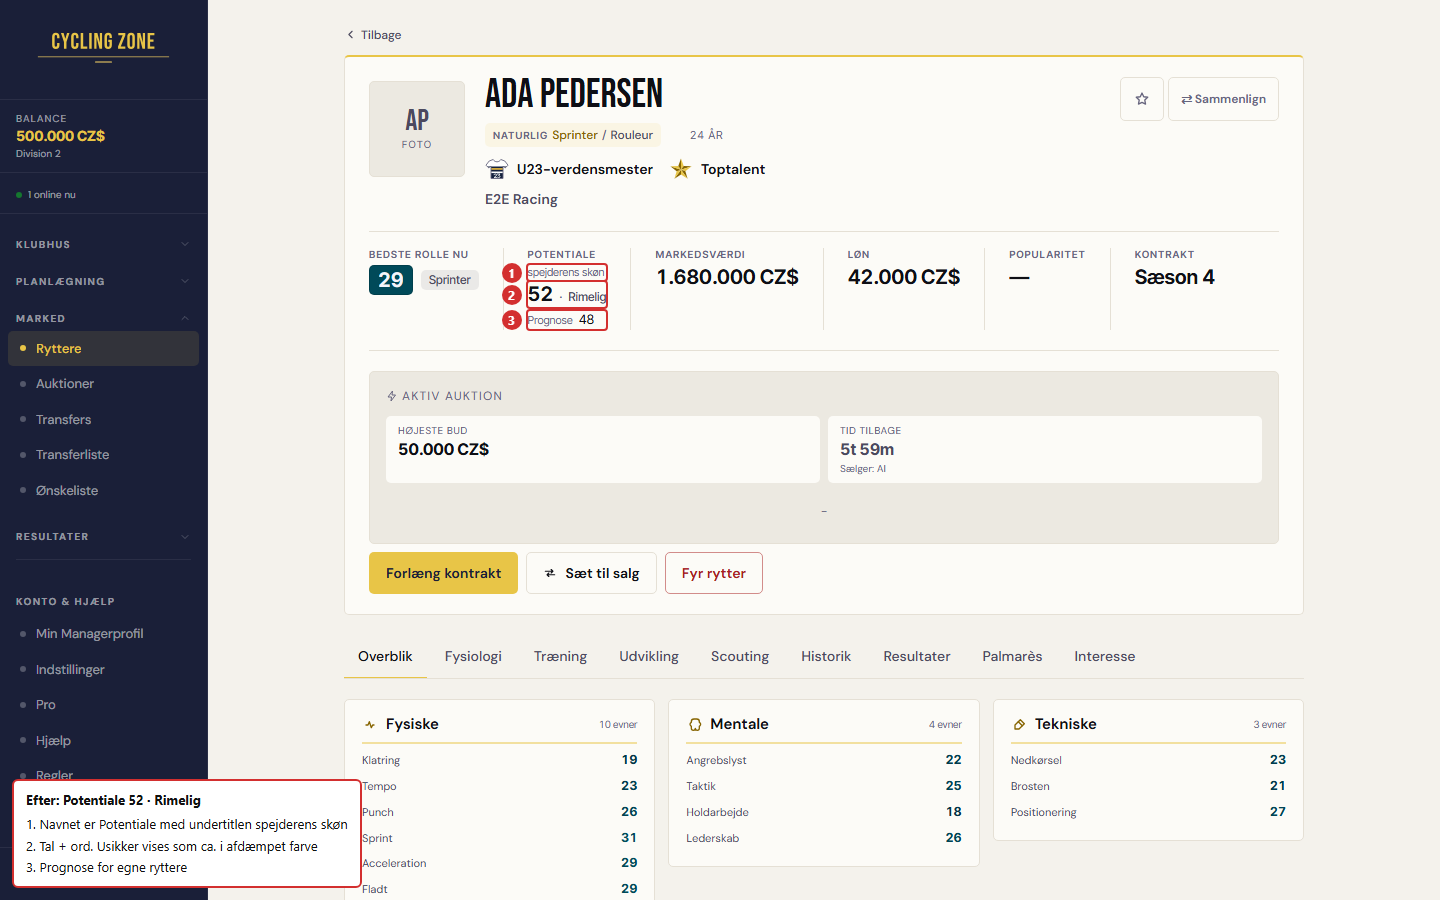 CYCLING ZONE
BALANCE
500.000 CZ$
Division 2
1 online nu
KLUBHUS
PLANLÆGNING
MARKED
Ryttere
Auktioner
Transfers
Transferliste
Ønskeliste
RESULTATER
KONTO & HJÆLP
Min Managerprofil
Indstillinger
Pro
Hjælp
Regler
Tilbage
AP
FOTO
ADA PEDERSEN
NATURLIG Sprinter / Rouleur
24 ÅR
23
U23-verdensmester
Toptalent
E2E Racing
Sammenlign
BEDSTE ROLLE NU
29 Sprinter
POTENTIALE
1 spejderens skøn
2 52 · Rimelig
3 Prognose 48
MARKEDSVÆRDI
1.680.000 CZ$
LØN
42.000 CZ$
POPULARITET
—
KONTRAKT
Sæson 4
AKTIV AUKTION
HØJESTE BUD
50.000 CZ$
TID TILBAGE
5t 59m
Sælger: AI
–
Forlæng kontrakt
Sæt til salg
Fyr rytter
Overblik
Fysiologi
Træning
Udvikling
Scouting
Historik
Resultater
Palmarès
Interesse
Fysiske 10 evner
Klatring 19
Tempo 23
Punch 26
Sprint 31
Acceleration 29
Fladt 29
Mentale 4 evner
Angrebslyst 22
Taktik 25
Holdarbejde 18
Lederskab 26
Tekniske 3 evner
Nedkørsel 23
Brosten 21
Positionering 27
Efter: Potentiale 52 · Rimelig
1. Navnet er Potentiale med undertitlen spejderens skøn
2. Tal + ord. Usikker vises som ca. i afdæmpet farve
3. Prognose for egne ryttere